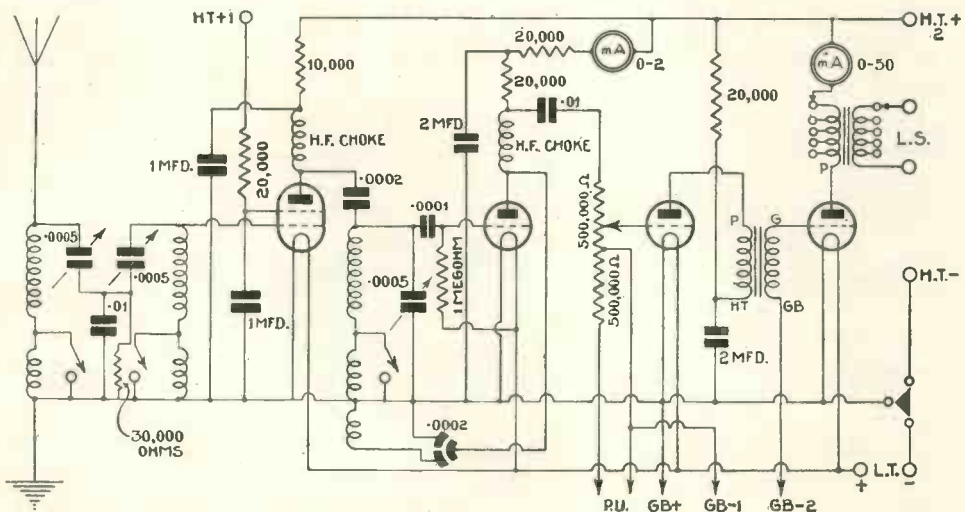 HT+1
H.T.+
2
10,000
20,000
mA
0-2
20,000
mA
0-50
20,000
·01
2 MFD.
H.F. CHOKE
1 MFD.
20,000
H.F. CHOKE
·0002
·0001
500,000 Ω
500,000 Ω
1 MEGOHM
P
L.S.
P
G
HT
GB
·0005
·0005
·01
·0005
1 MFD.
2 MFD.
H.T.-
30,000
OHMS
·0002
L.T.
+
-
P.U.
GB+
GB-1
GB-2